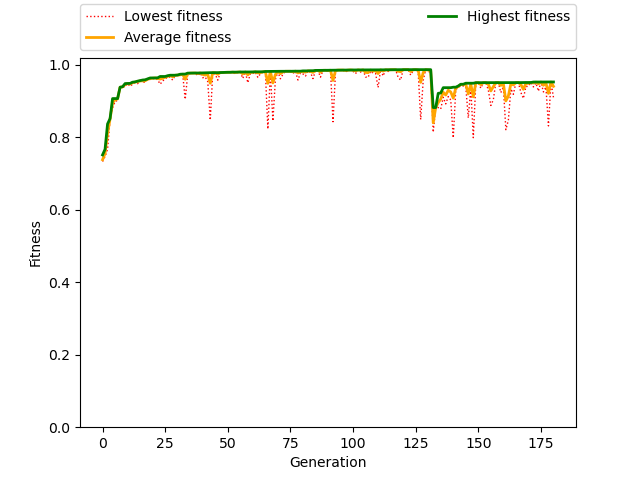 Lowest fitness
Average fitness
Highest fitness
1.0
0.8
0.6
0.4
0.2
0.0
Fitness
0 25 50 75 100 125 150 175
Generation